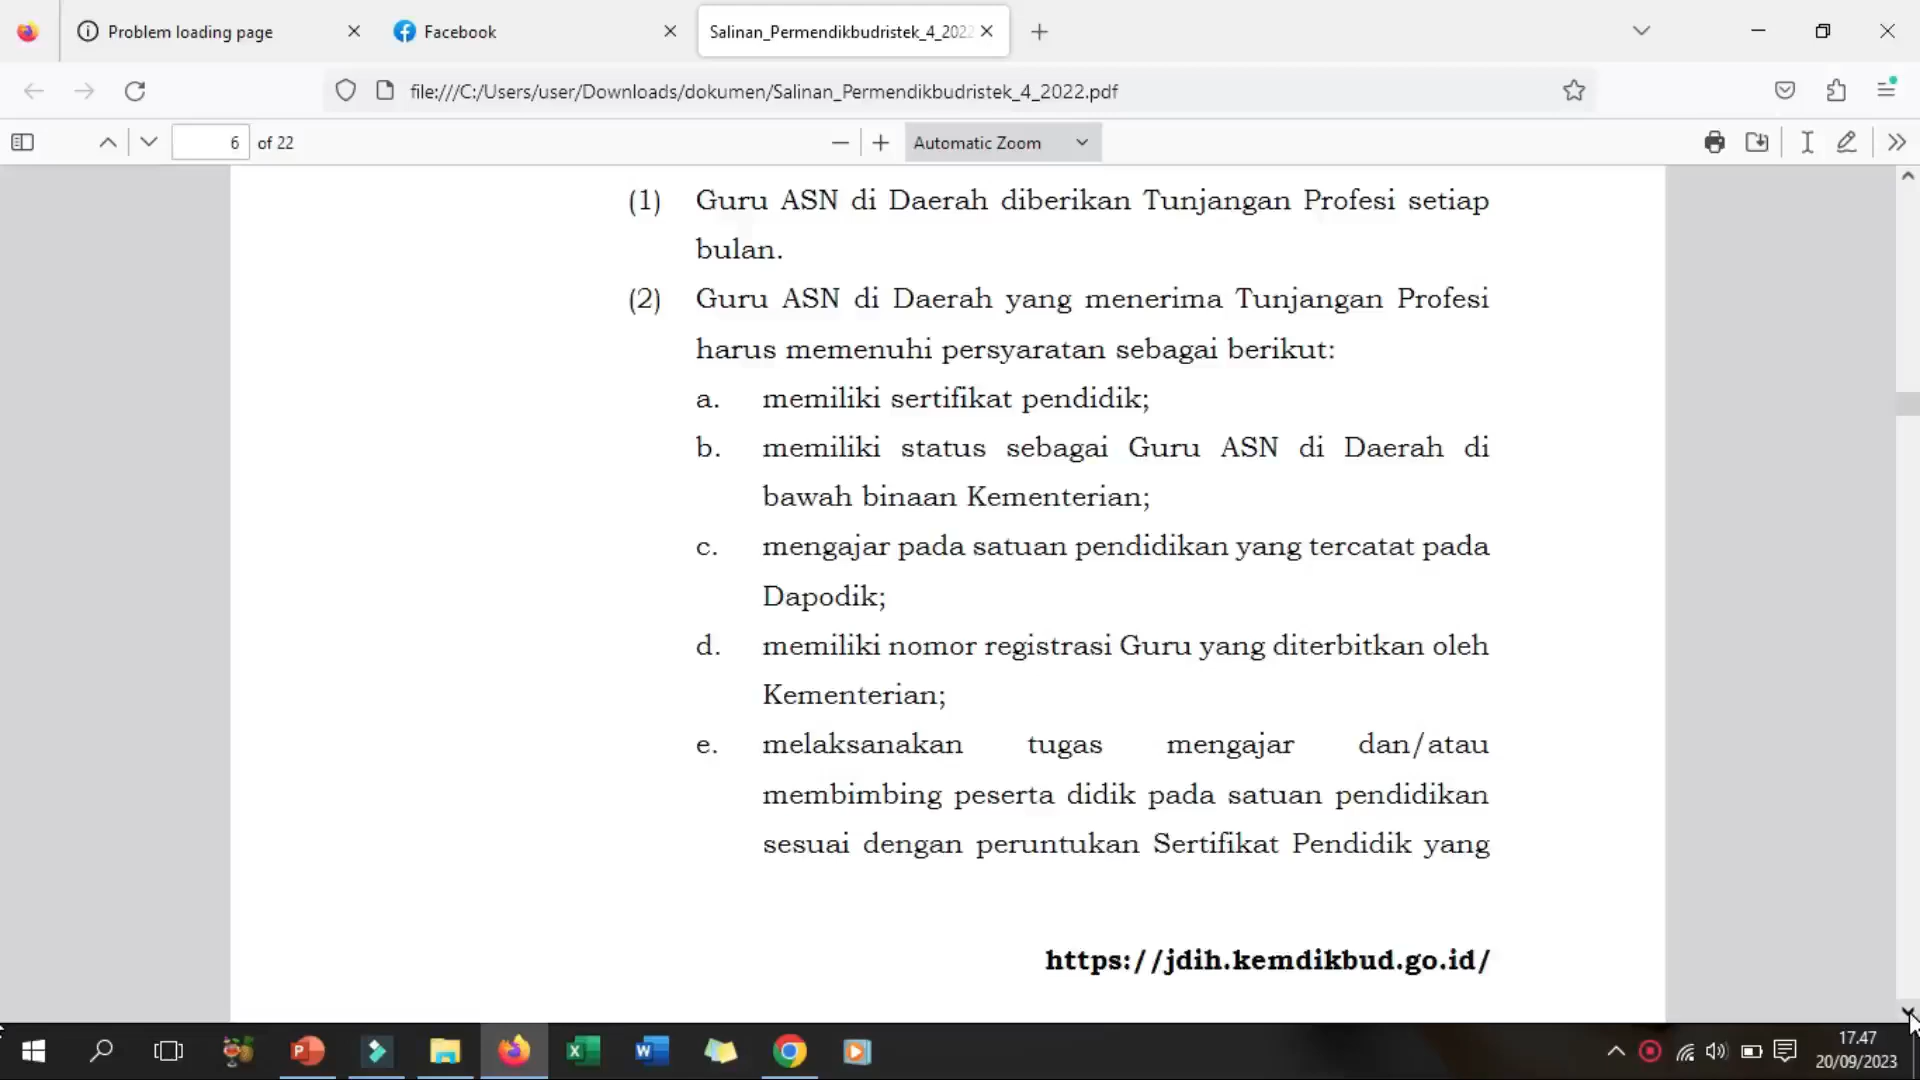 Problem loading page
Facebook
Salinan_Permendikbudristek_4_2022
file:///C:/Users/user/Downloads/dokumen/Salinan_Permendikbudristek_4_2022.pdf
6 of 22
Automatic Zoom
(1) Guru ASN di Daerah diberikan Tunjangan Profesi setiap
bulan.
(2) Guru ASN di Daerah yang menerima Tunjangan Profesi
harus memenuhi persyaratan sebagai berikut:
a. memiliki sertifikat pendidik;
b. memiliki status sebagai Guru ASN di Daerah di
bawah binaan Kementerian;
c. mengajar pada satuan pendidikan yang tercatat pada
Dapodik;
d. memiliki nomor registrasi Guru yang diterbitkan oleh
Kementerian;
e. melaksanakan tugas mengajar dan/atau
membimbing peserta didik pada satuan pendidikan
sesuai dengan peruntukan Sertifikat Pendidik yang
https://jdih.kemdikbud.go.id/
17.47
20/09/2023